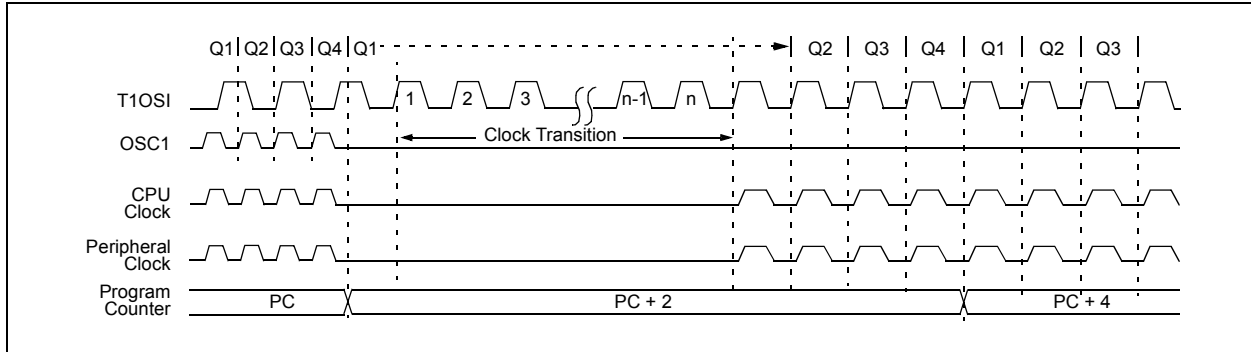 Q1 Q2 Q3 Q4 Q1 Q2 Q3 Q4 Q1 Q2 Q3
T1OSI 1 2 3 n-1 n
Clock Transition
OSC1
CPU
Clock
Peripheral
Clock
Program
Counter
PC PC + 2 PC + 4